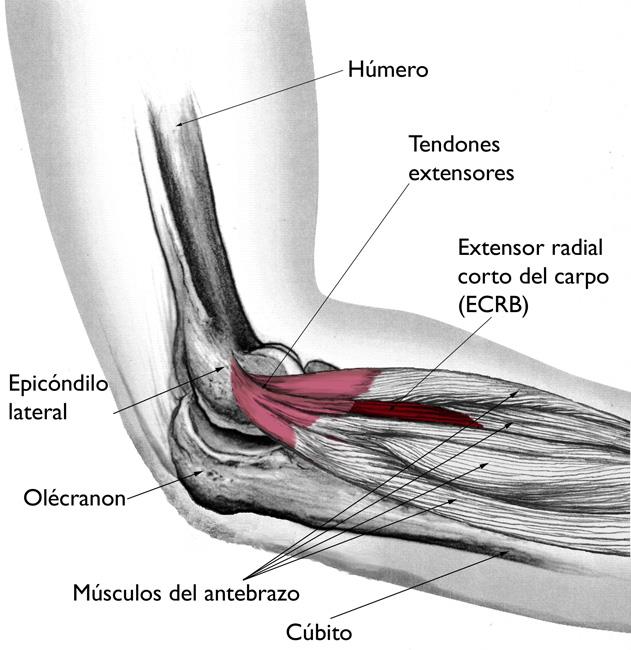 Húmero
Tendones
extensores
Extensor radial
corto del carpo
(ECRB)
Epicóndilo
lateral
Olécranon
Músculos del antebrazo
Cúbito